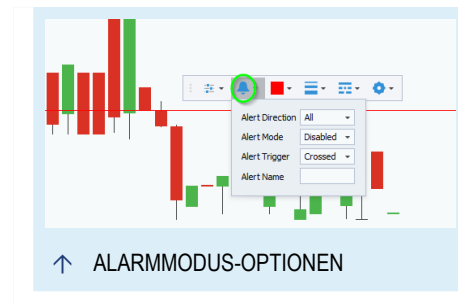 Alert Direction All
Alert Mode Disabled
Alert Trigger Crossed
Alert Name
ALARMMODUS-OPTIONEN